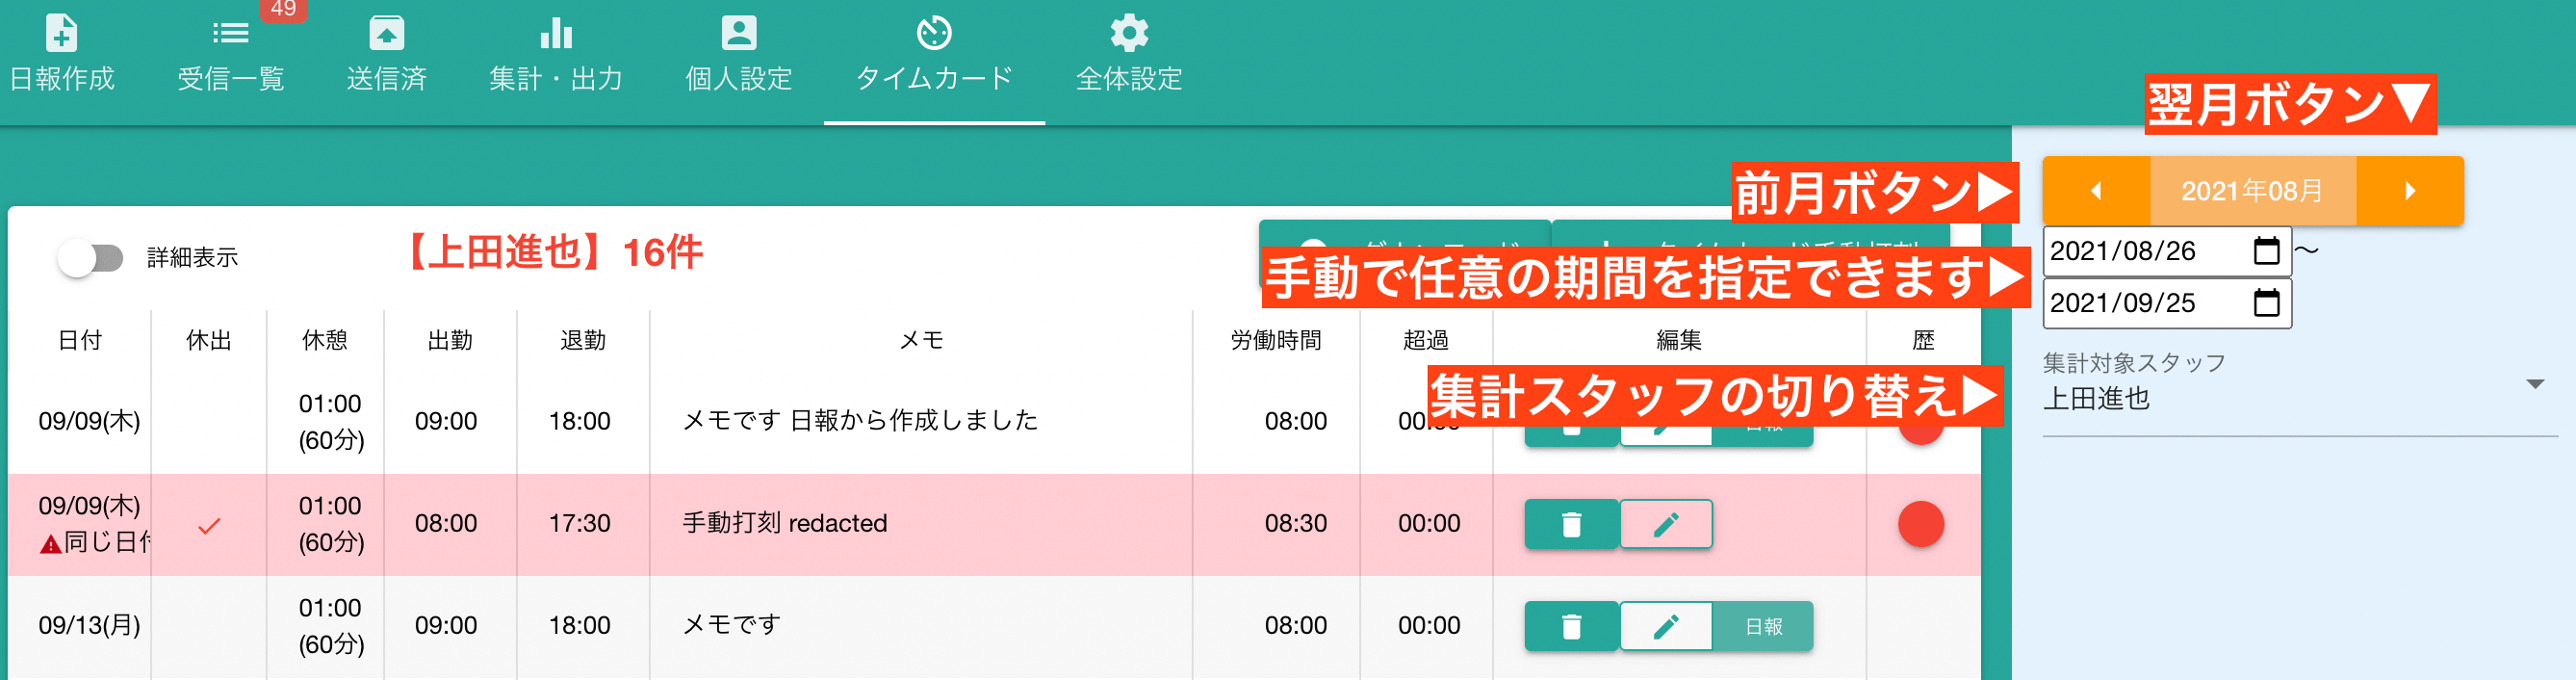 49
日報作成 受信一覧 送信済 集計・出力 個人設定 タイムカード 全体設定
翌月ボタン▼
前月ボタン▶
2021年08月
詳細表示
【上田進也】16件
手動で任意の期間を指定できます▶
2021/08/26 ～
2021/09/25
日付 休出 休憩 出勤 退勤 メモ 労働時間 超過 編集 歴
集計対象スタッフ
上田進也
集計スタッフの切り替え▶
09/09(木) 01:00 (60分) 09:00 18:00 メモです 日報から作成しました 08:00
09/09(木) 01:00 (60分) 08:00 17:30 手動打刻 redacted 08:30 00:00
同じ日付
09/13(月) 01:00 (60分) 09:00 18:00 メモです 08:00 00:00 日報